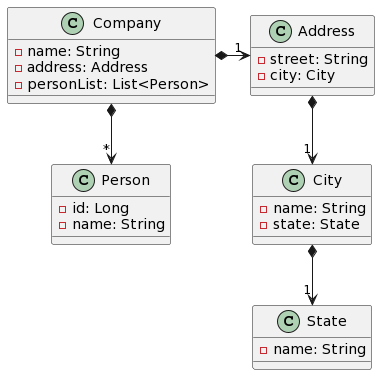 C Company
name: String
address: Address
personList: List<Person>
1
C Address
street: String
city: City
*
1
C Person
id: Long
name: String
C City
name: String
state: State
1
C State
name: String